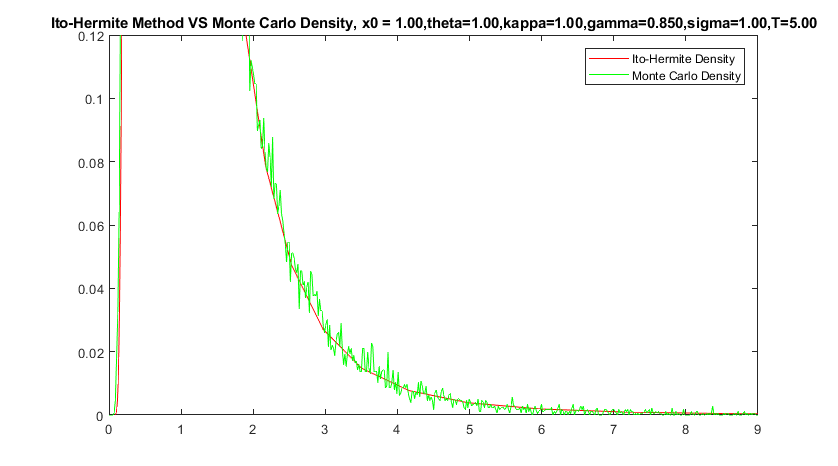 Ito-Hermite Method VS Monte Carlo Density, x0 = 1.00,theta=1.00,kappa=1.00,gamma=0.850,sigma=1.00,T=5.00
Ito-Hermite Density
Monte Carlo Density
0.12
0.1
0.08
0.06
0.04
0.02
0
0 1 2 3 4 5 6 7 8 9